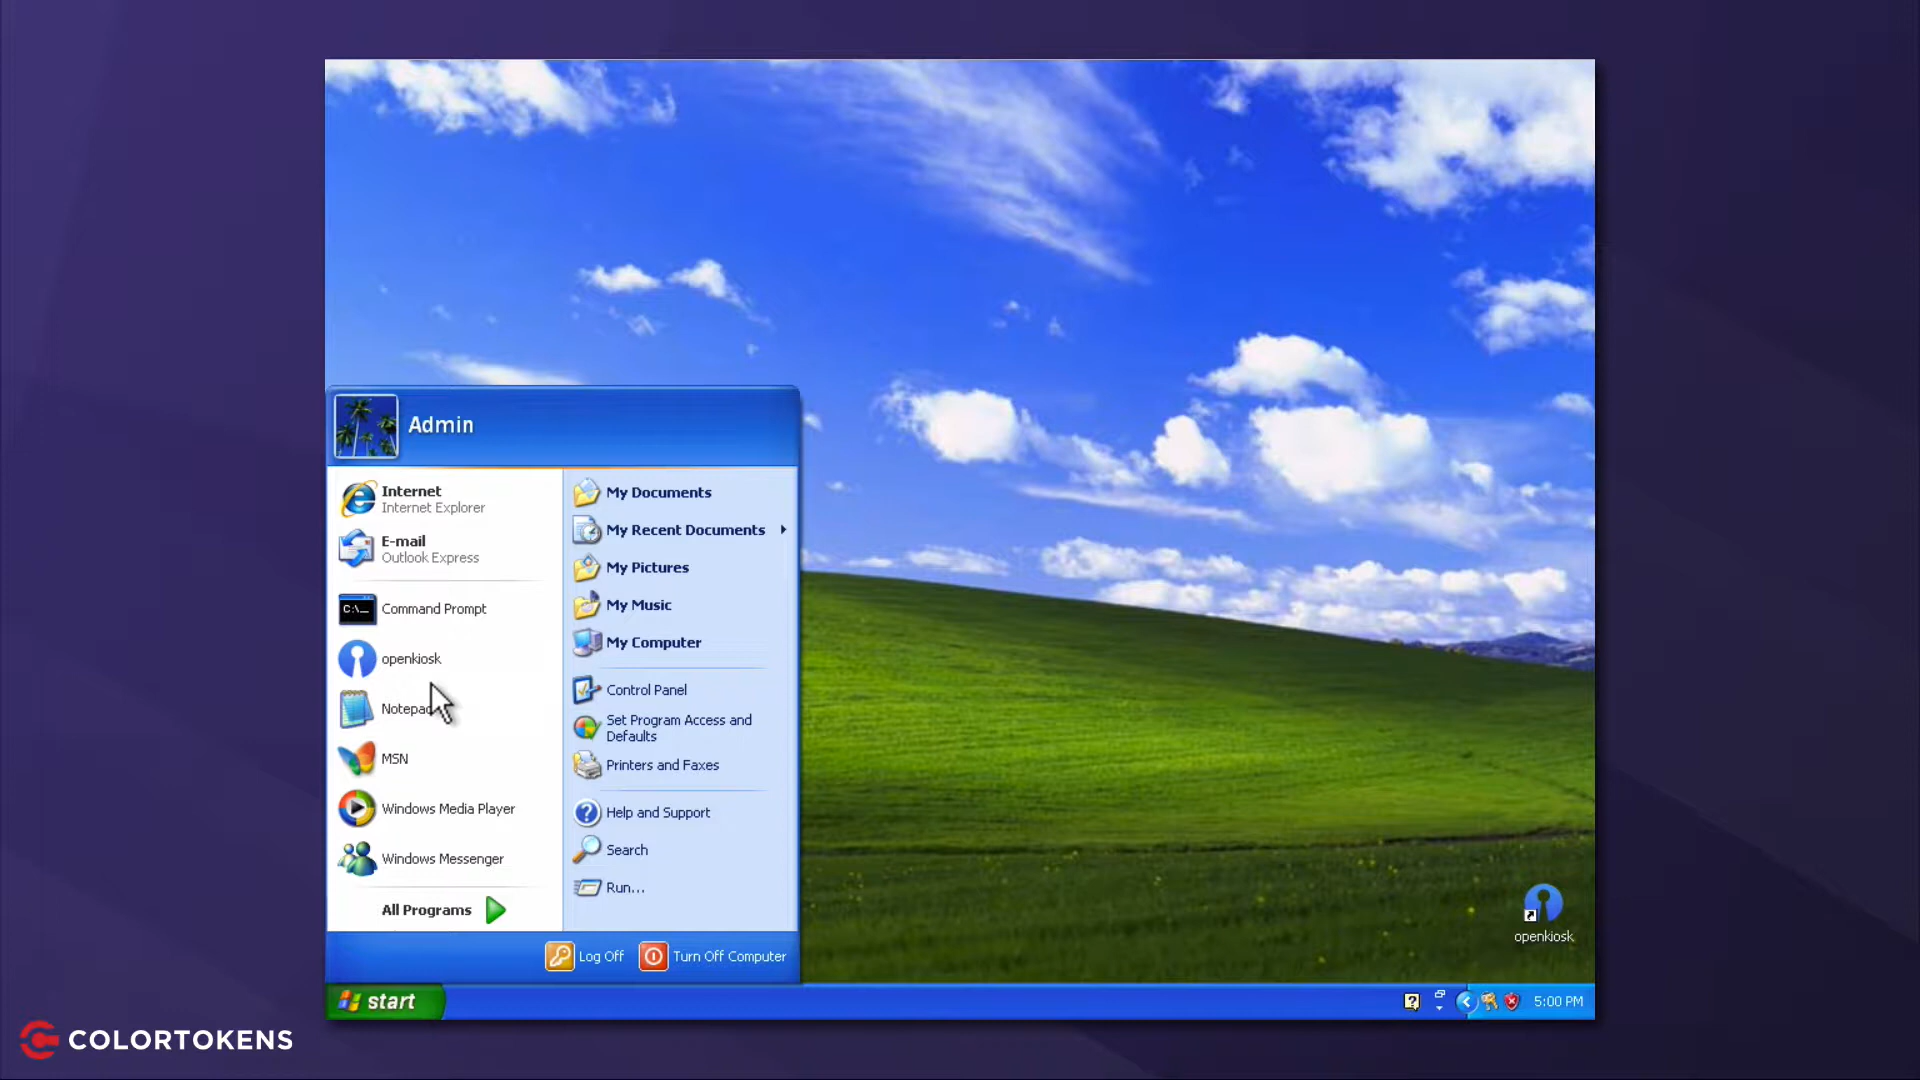 Admin
Internet
Internet Explorer
E-mail
Outlook Express
C:\_
Command Prompt
openkiosk
Notepad
MSN
Windows Media Player
Windows Messenger
All Programs
My Documents
My Recent Documents
My Pictures
My Music
My Computer
Control Panel
Set Program Access and
Defaults
Printers and Faxes
Help and Support
Search
Run...
Log Off
Turn Off Computer
openkiosk
start
5:00 PM
COLORTOKENS